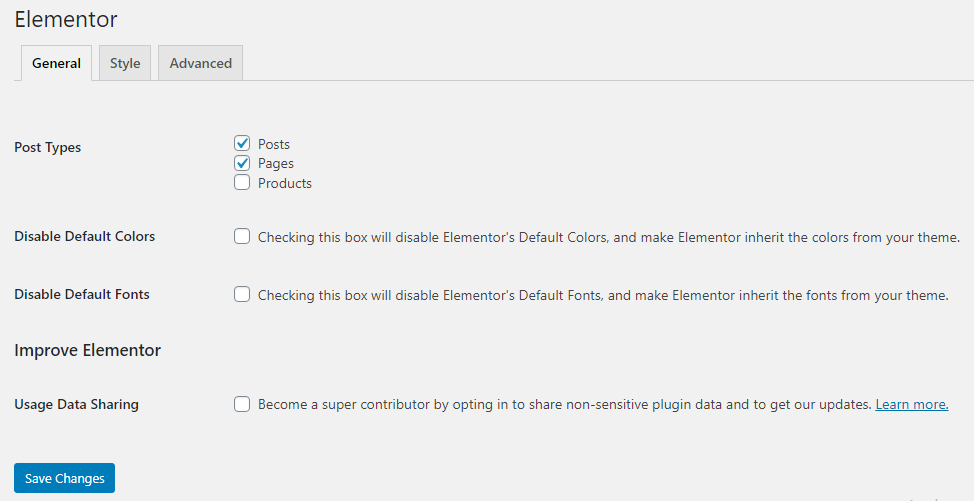 Elementor
General Style Advanced
Post Types
Posts
Pages
Products
Disable Default Colors
Checking this box will disable Elementor's Default Colors, and make Elementor inherit the colors from your theme.
Disable Default Fonts
Checking this box will disable Elementor's Default Fonts, and make Elementor inherit the fonts from your theme.
Improve Elementor
Usage Data Sharing
Become a super contributor by opting in to share non-sensitive plugin data and to get our updates. Learn more.
Save Changes